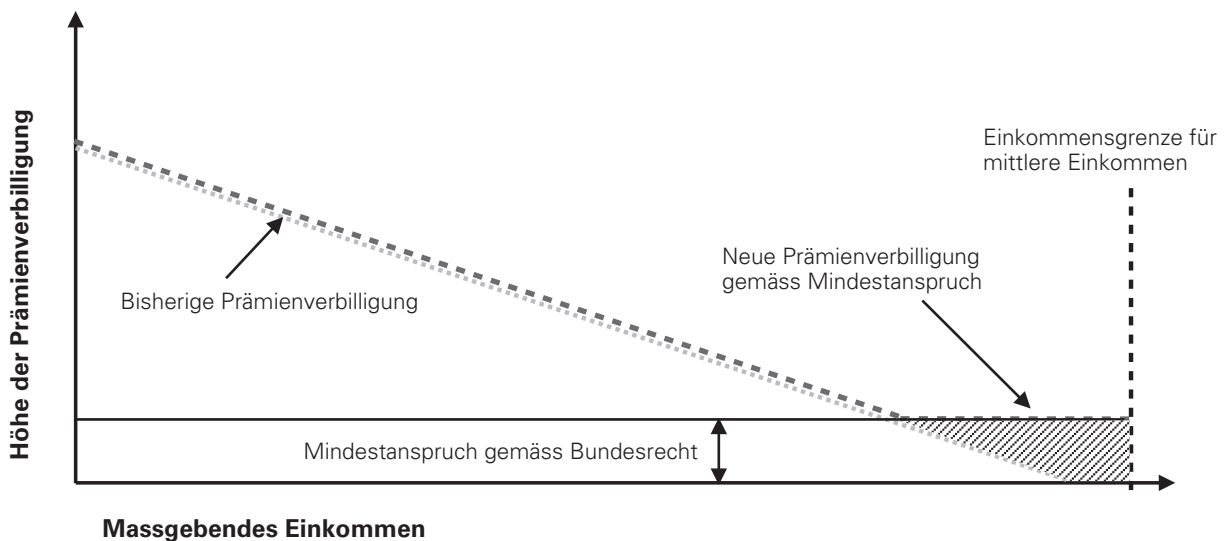 Höhe der Prämienverbilligung
Einkommensgrenze für
mittlere Einkommen
Neue Prämienverbilligung
gemäss Mindestanspruch
Bisherige Prämienverbilligung
Mindestanspruch gemäss Bundesrecht
Massgebendes Einkommen